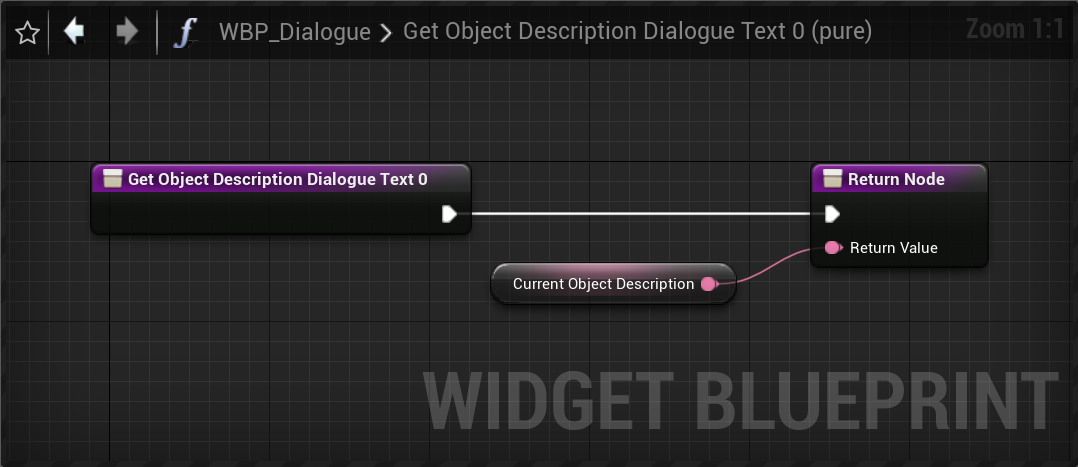 WBP_Dialogue > Get Object Description Dialogue Text 0 (pure)
Zoom 1:1
Get Object Description Dialogue Text 0
Return Node
Return Value
Current Object Description
WIDGET BLUEPRINT